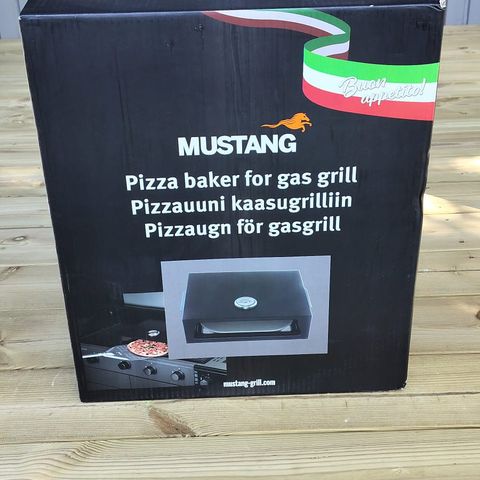 Buon
appetito!
MUSTANG
Pizza baker for gas grill
Pizzauuni kaasugrilliin
Pizzaugn för gasgrill
mustang-grill.com